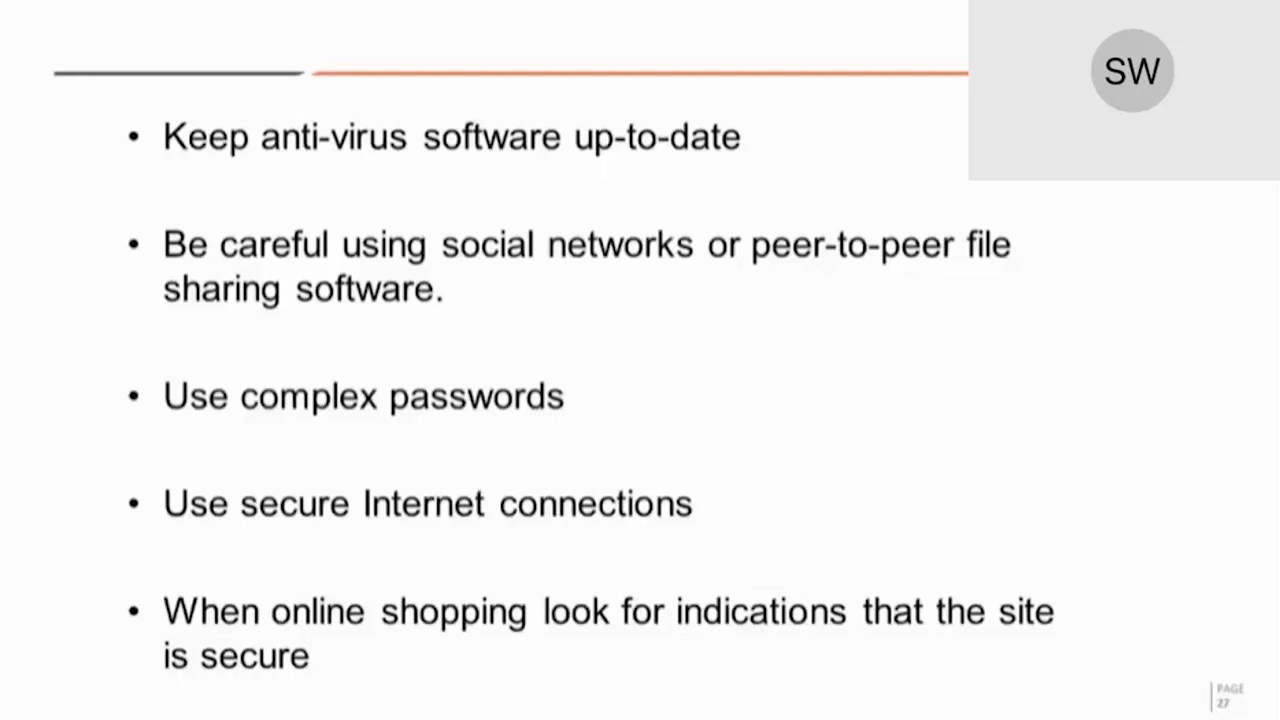 SW
• Keep anti-virus software up-to-date
• Be careful using social networks or peer-to-peer file
sharing software.
• Use complex passwords
• Use secure Internet connections
• When online shopping look for indications that the site
is secure
PAGE
27